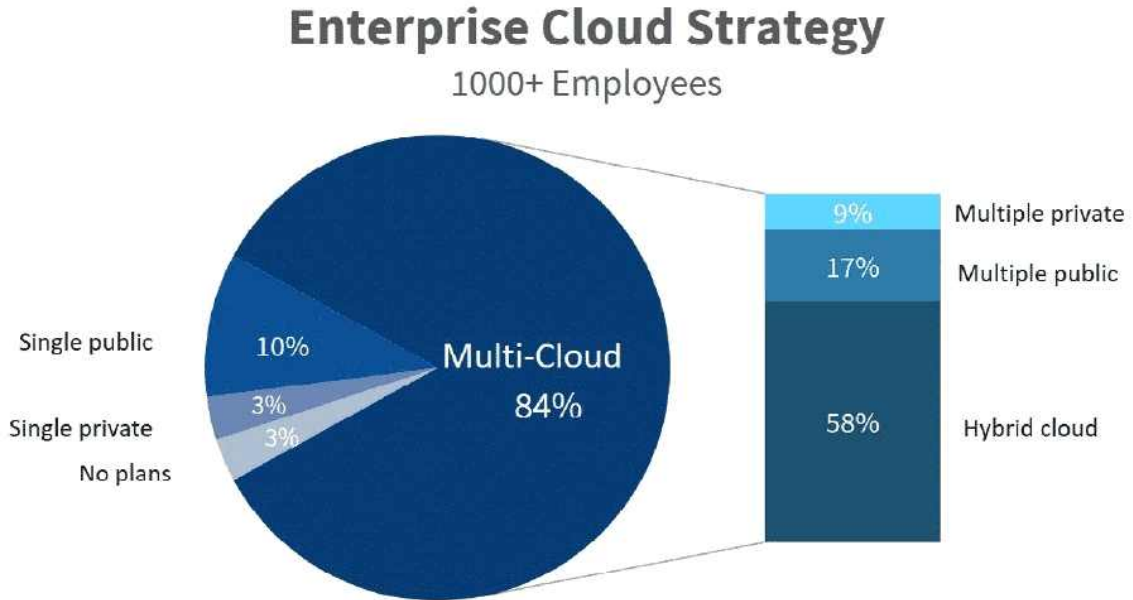 Enterprise Cloud Strategy
1000+ Employees
9%
Multiple private
17%
Multiple public
Single public
10%
Multi-Cloud
84%
3%
Single private
3%
No plans
58%
Hybrid cloud